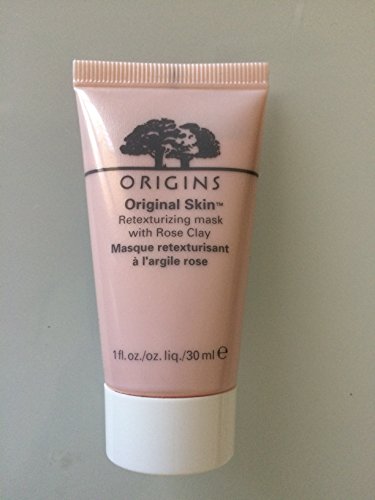 ORIGINS
Original Skin™
Retexturizing mask
with Rose Clay
Masque retexturisant
à l'argile rose
1 fl. oz./oz. liq./30 ml ℮